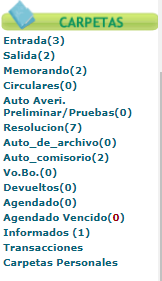 CARPETAS
Entrada(3)
Salida(2)
Memorando(2)
Circulares(0)
Auto Averi.
Preliminar/Pruebas(0)
Resolucion(7)
Auto_de_archivo(0)
Auto_comisorio(2)
Vo.Bo.(0)
Devueltos(0)
Agendado(0)
Agendado Vencido(0)
Informados (1)
Transacciones
Carpetas Personales